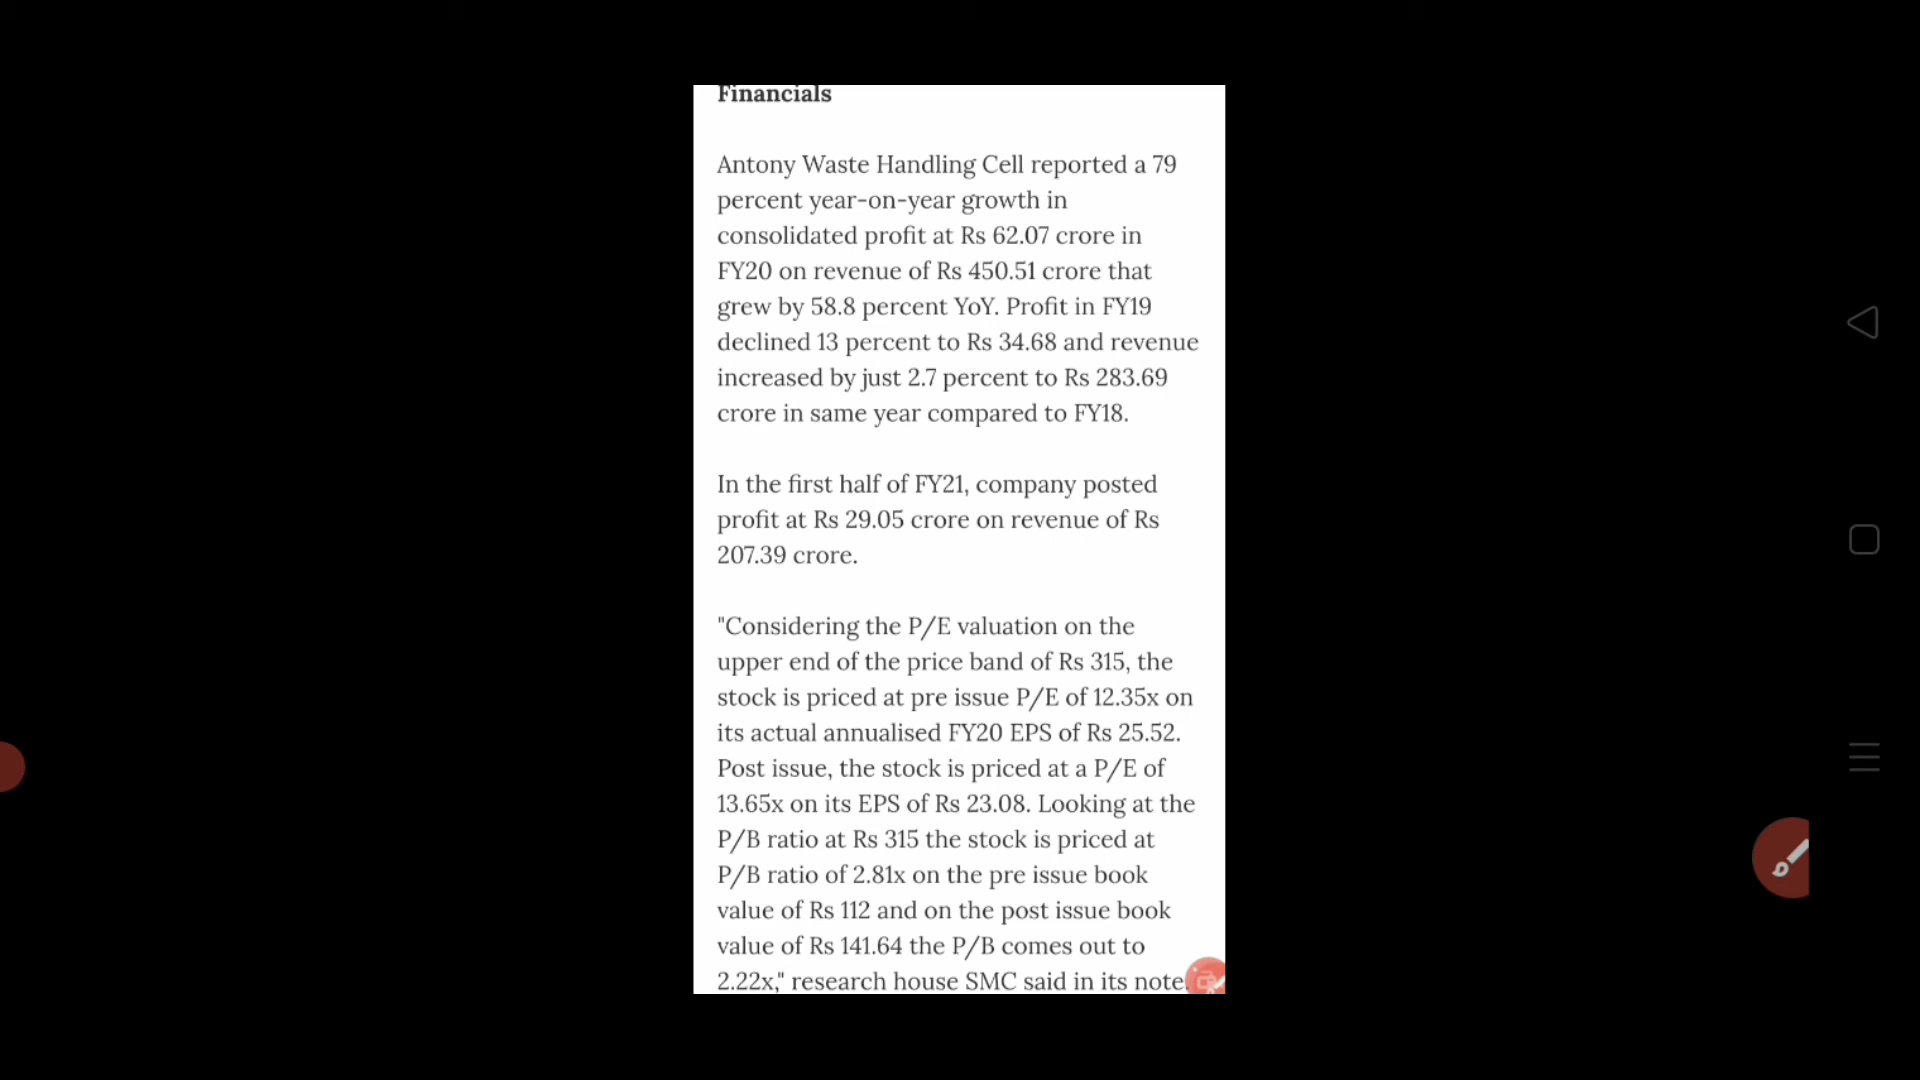 Financials
Antony Waste Handling Cell reported a 79
percent year-on-year growth in
consolidated profit at Rs 62.07 crore in
FY20 on revenue of Rs 450.51 crore that
grew by 58.8 percent YoY. Profit in FY19
declined 13 percent to Rs 34.68 and revenue
increased by just 2.7 percent to Rs 283.69
crore in same year compared to FY18.
In the first half of FY21, company posted
profit at Rs 29.05 crore on revenue of Rs
207.39 crore.
"Considering the P/E valuation on the
upper end of the price band of Rs 315, the
stock is priced at pre issue P/E of 12.35x on
its actual annualised FY20 EPS of Rs 25.52.
Post issue, the stock is priced at a P/E of
13.65x on its EPS of Rs 23.08. Looking at the
P/B ratio at Rs 315 the stock is priced at
P/B ratio of 2.81x on the pre issue book
value of Rs 112 and on the post issue book
value of Rs 141.64 the P/B comes out to
2.22x," research house SMC said in its note.